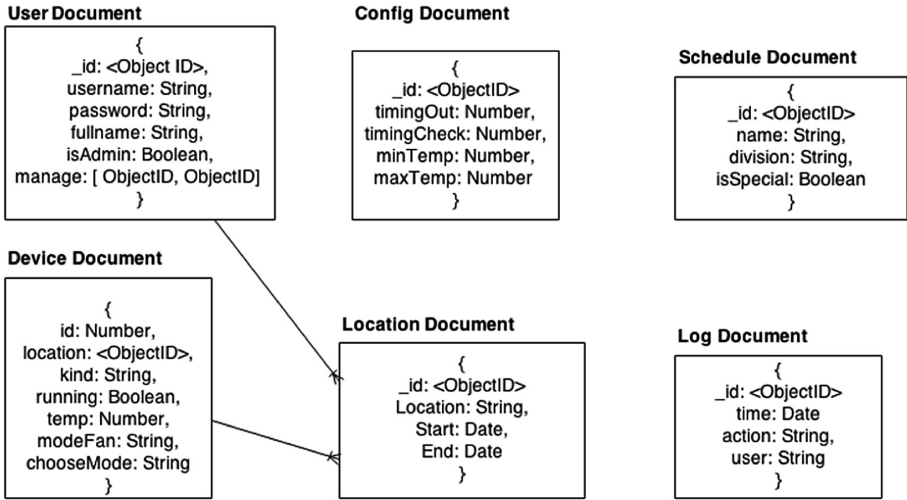 User Document
{
_id: <Object ID>,
username: String,
password: String,
fullname: String,
isAdmin: Boolean,
manage: [ ObjectID, ObjectID]
}
Config Document
{
_id: <ObjectID>
timingOut: Number,
timingCheck: Number,
minTemp: Number,
maxTemp: Number
}
Schedule Document
{
_id: <ObjectID>
name: String,
division: String,
isSpecial: Boolean
}
Device Document
{
id: Number,
location: <ObjectID>,
kind: String,
running: Boolean,
temp: Number,
modeFan: String,
chooseMode: String
}
Location Document
{
_id: <ObjectID>
Location: String,
Start: Date,
End: Date
}
Log Document
{
_id: <ObjectID>
time: Date
action: String,
user: String
}